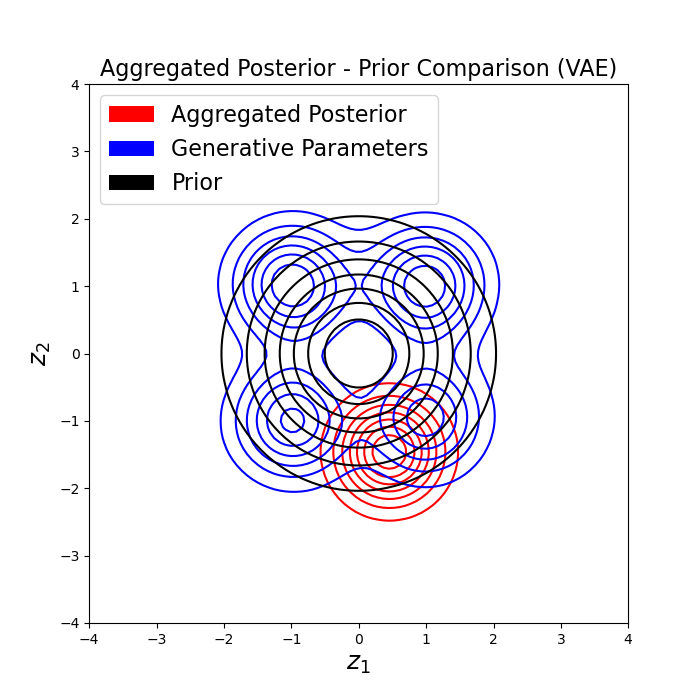 Aggregated Posterior - Prior Comparison (VAE)
Aggregated Posterior
Generative Parameters
Prior
4
3
2
1
0
−1
−2
−3
−4
z₂
−4 −3 −2 −1 0 1 2 3 4
z₁